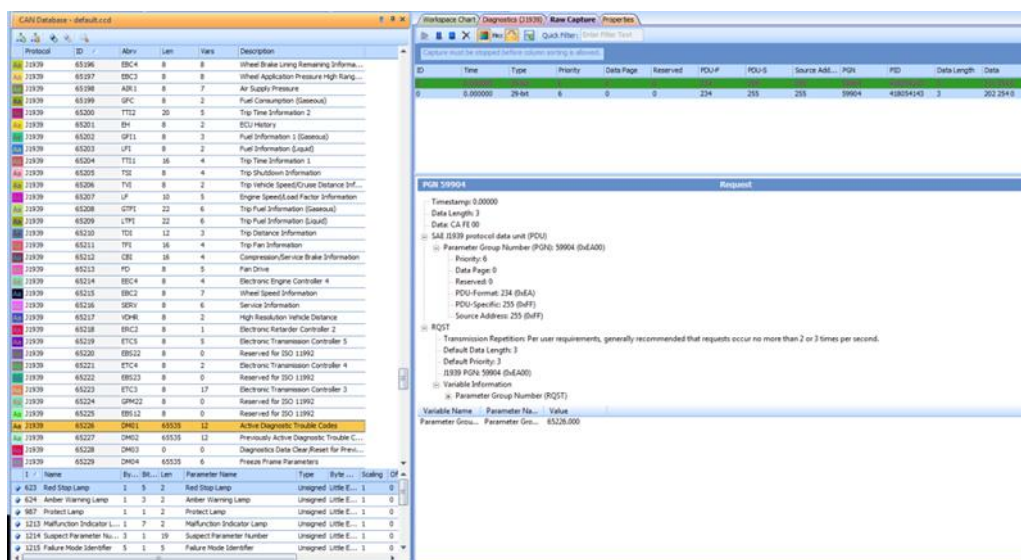 CAN Database - default.ccd
Protocol ID Abrv Len Vars Description
J1939 65196 EBC4 8 8 Wheel Brake Lining Remaining Informa...
J1939 65197 EBC3 8 8 Wheel Application Pressure High Rang...
J1939 65198 AIR1 8 7 Air Supply Pressure
J1939 65199 GFC 8 2 Fuel Consumption (Gaseous)
J1939 65200 TTI2 20 5 Trip Time Information 2
J1939 65201 EH 8 2 ECU History
J1939 65202 GFI1 8 3 Fuel Information 1 (Gaseous)
J1939 65203 LFI 8 2 Fuel Information (Liquid)
J1939 65204 TTI1 16 4 Trip Time Information 1
J1939 65205 TSI 8 4 Trip Shutdown Information
J1939 65206 TVI 8 2 Trip Vehicle Speed/Cruise Distance Inf...
J1939 65207 LF 10 5 Engine Speed/Load Factor Information
J1939 65208 GTFI 22 6 Trip Fuel Information (Gaseous)
J1939 65209 LTFI 22 6 Trip Fuel Information (Liquid)
J1939 65210 TDI 12 3 Trip Distance Information
J1939 65211 TFI 16 4 Trip Fan Information
J1939 65212 CBI 16 4 Compression/Service Brake Information
J1939 65213 FD 8 5 Fan Drive
J1939 65214 EEC4 8 4 Electronic Engine Controller 4
J1939 65215 EBC2 8 7 Wheel Speed Information
J1939 65216 SERV 8 6 Service Information
J1939 65217 VDHR 8 2 High Resolution Vehicle Distance
J1939 65218 ERC2 8 1 Electronic Retarder Controller 2
J1939 65219 ETC5 8 5 Electronic Transmission Controller 5
J1939 65220 EBS22 8 0 Reserved for ISO 11992
J1939 65221 ETC4 8 2 Electronic Transmission Controller 4
J1939 65222 EBS23 8 0 Reserved for ISO 11992
J1939 65223 ETC3 8 17 Electronic Transmission Controller 3
J1939 65224 GPM22 8 0 Reserved for ISO 11992
J1939 65225 EBS12 8 0 Reserved for ISO 11992
J1939 65226 DM01 65535 12 Active Diagnostic Trouble Codes
J1939 65227 DM02 65535 12 Previously Active Diagnostic Trouble C...
J1939 65228 DM03 0 0 Diagnostics Data Clear/Reset for Previ...
J1939 65229 DM04 65535 6 Freeze Frame Parameters
Name By... Bit... Len Parameter Name Type Byte ... Scaling Of
623 Red Stop Lamp 1 5 2 Red Stop Lamp Unsigned Little E... 1 0
624 Amber Warning Lamp 1 3 2 Amber Warning Lamp Unsigned Little E... 1 0
987 Protect Lamp 1 1 2 Protect Lamp Unsigned Little E... 1 0
1213 Malfunction Indicator L... 1 7 2 Malfunction Indicator Lamp Unsigned Little E... 1 0
1214 Suspect Parameter Nu... 3 1 19 Suspect Parameter Number Unsigned Little E... 1 0
1215 Failure Mode Identifier 5 1 5 Failure Mode Identifier Unsigned Little E... 1 0
Workspace Chart Diagnostics (J1939) Raw Capture Properties
Hex Quick Filter: Enter Filter Text
Capture must be stopped before column sorting is allowed.
ID Time Type Priority Data Page Reserved PDU-F PDU-S Source Add... PGN PID Data Length Data
0 0.000000 29-bit 6 0 0 234 255 255 59904 418054143 3 202 254 0
PGN 59904 Request
Timestamp: 0.00000
Data Length: 3
Data: CA FE 00
SAE J1939 protocol data unit (PDU)
Parameter Group Number (PGN): 59904 (0xEA00)
Priority: 6
Data Page: 0
Reserved: 0
PDU-Format: 234 (0xEA)
PDU-Specific: 255 (0xFF)
Source Address: 255 (0xFF)
RQST
Transmission Repetition: Per user requirements, generally recommended that requests occur no more than 2 or 3 times per second.
Default Data Length: 3
Default Priority: 3
J1939 PGN: 59904 (0xEA00)
Variable Information
Parameter Group Number (RQST)
Variable Name Parameter Na... Value
Parameter Grou... Parameter Gro... 65226.000